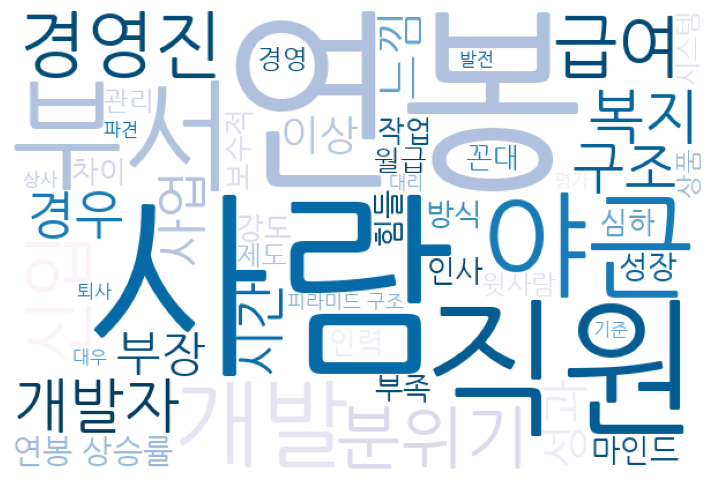 경영진
연봉
경영
느낌
발전
급여
시스템
부서
관리
파견
이상
작업
월급
꼰대
복지
구조
상품
상사
차이
보수적
대리
평가
경우
사업
강도
제도
힘들
방식
인사
심하
성장
윗사람
신입
퇴사
사람
야근
시간
피라미드 구조
인력
직원
기준
대우
부장
부족
개발자
개발
분위기
성과
마인드
연봉 상승률